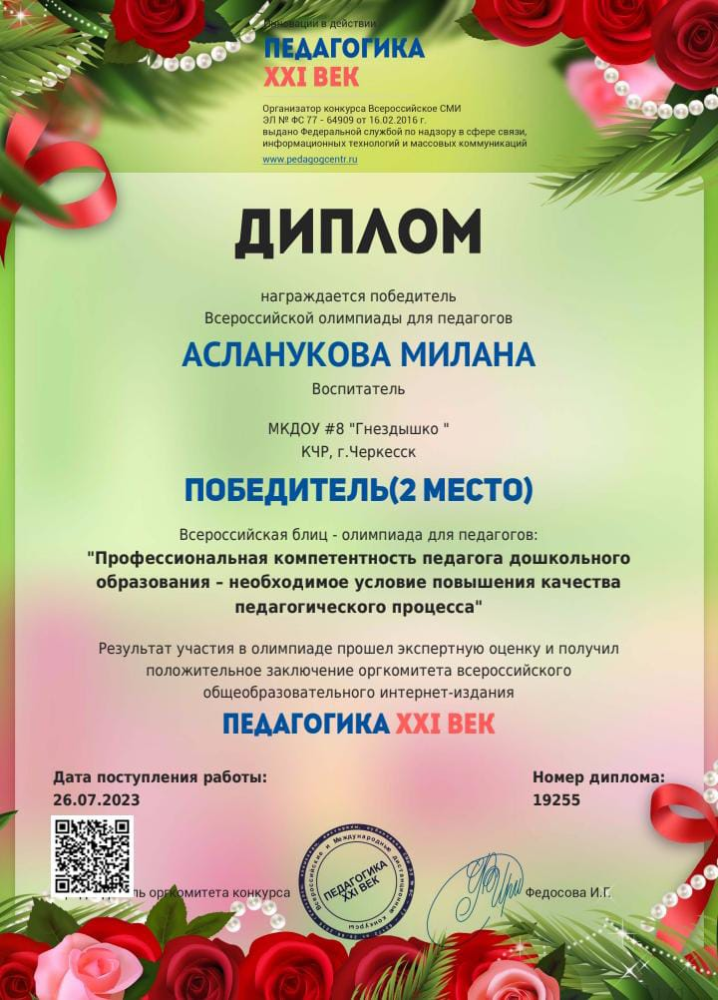 Инновации в действии
ПЕДАГОГИКА
XXI ВЕК
Организатор конкурса Всероссийское СМИ
ЭЛ № ФС 77 - 64909 от 16.02.2016 г.
выдано Федеральной службой по надзору в сфере связи,
информационных технологий и массовых коммуникаций
www.pedagogcentr.ru
ДИПЛОМ
награждается победитель
Всероссийской олимпиады для педагогов
АСЛАНУКОВА МИЛАНА
Воспитатель
МКДОУ #8 "Гнездышко "
КЧР, г.Черкесск
ПОБЕДИТЕЛЬ(2 МЕСТО)
Всероссийская блиц - олимпиада для педагогов:
"Профессиональная компетентность педагога дошкольного
образования – необходимое условие повышения качества
педагогического процесса"
Результат участия в олимпиаде прошел экспертную оценку и получил
положительное заключение оргкомитета всероссийского
общеобразовательного интернет-издания
ПЕДАГОГИКА XXI ВЕК
Дата поступления работы:
26.07.2023
Номер диплома:
19255
оргкомитета конкурса
Всероссийские и Международные дистанционные Конкурсы
ПЕДАГОГИКА
XXI ВЕК
Федосова И.Г.